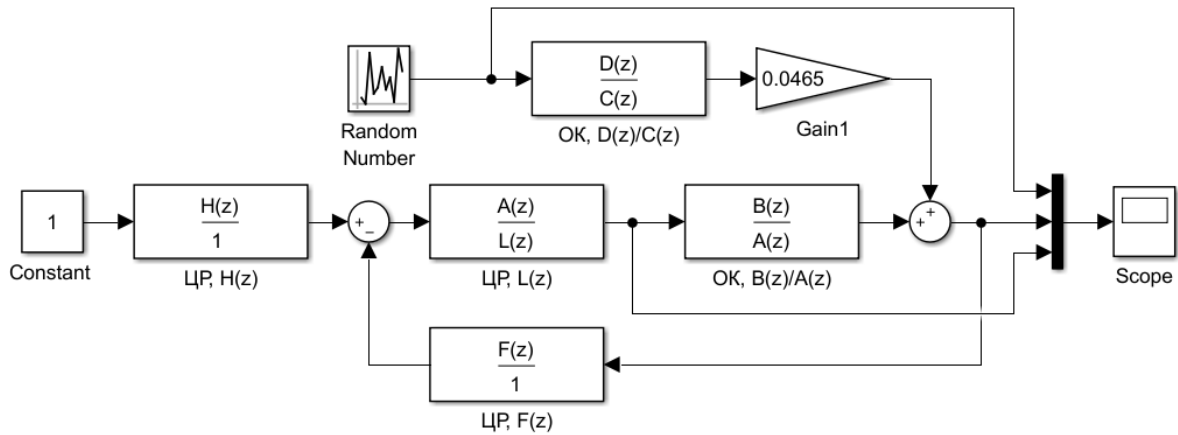 D(z)
C(z)
0.0465
Random
Number
ОК, D(z)/C(z)
Gain1
1
H(z)
1
+
−
A(z)
L(z)
B(z)
A(z)
+
+
Constant
ЦР, H(z)
ЦР, L(z)
ОК, B(z)/A(z)
Scope
F(z)
1
ЦР, F(z)